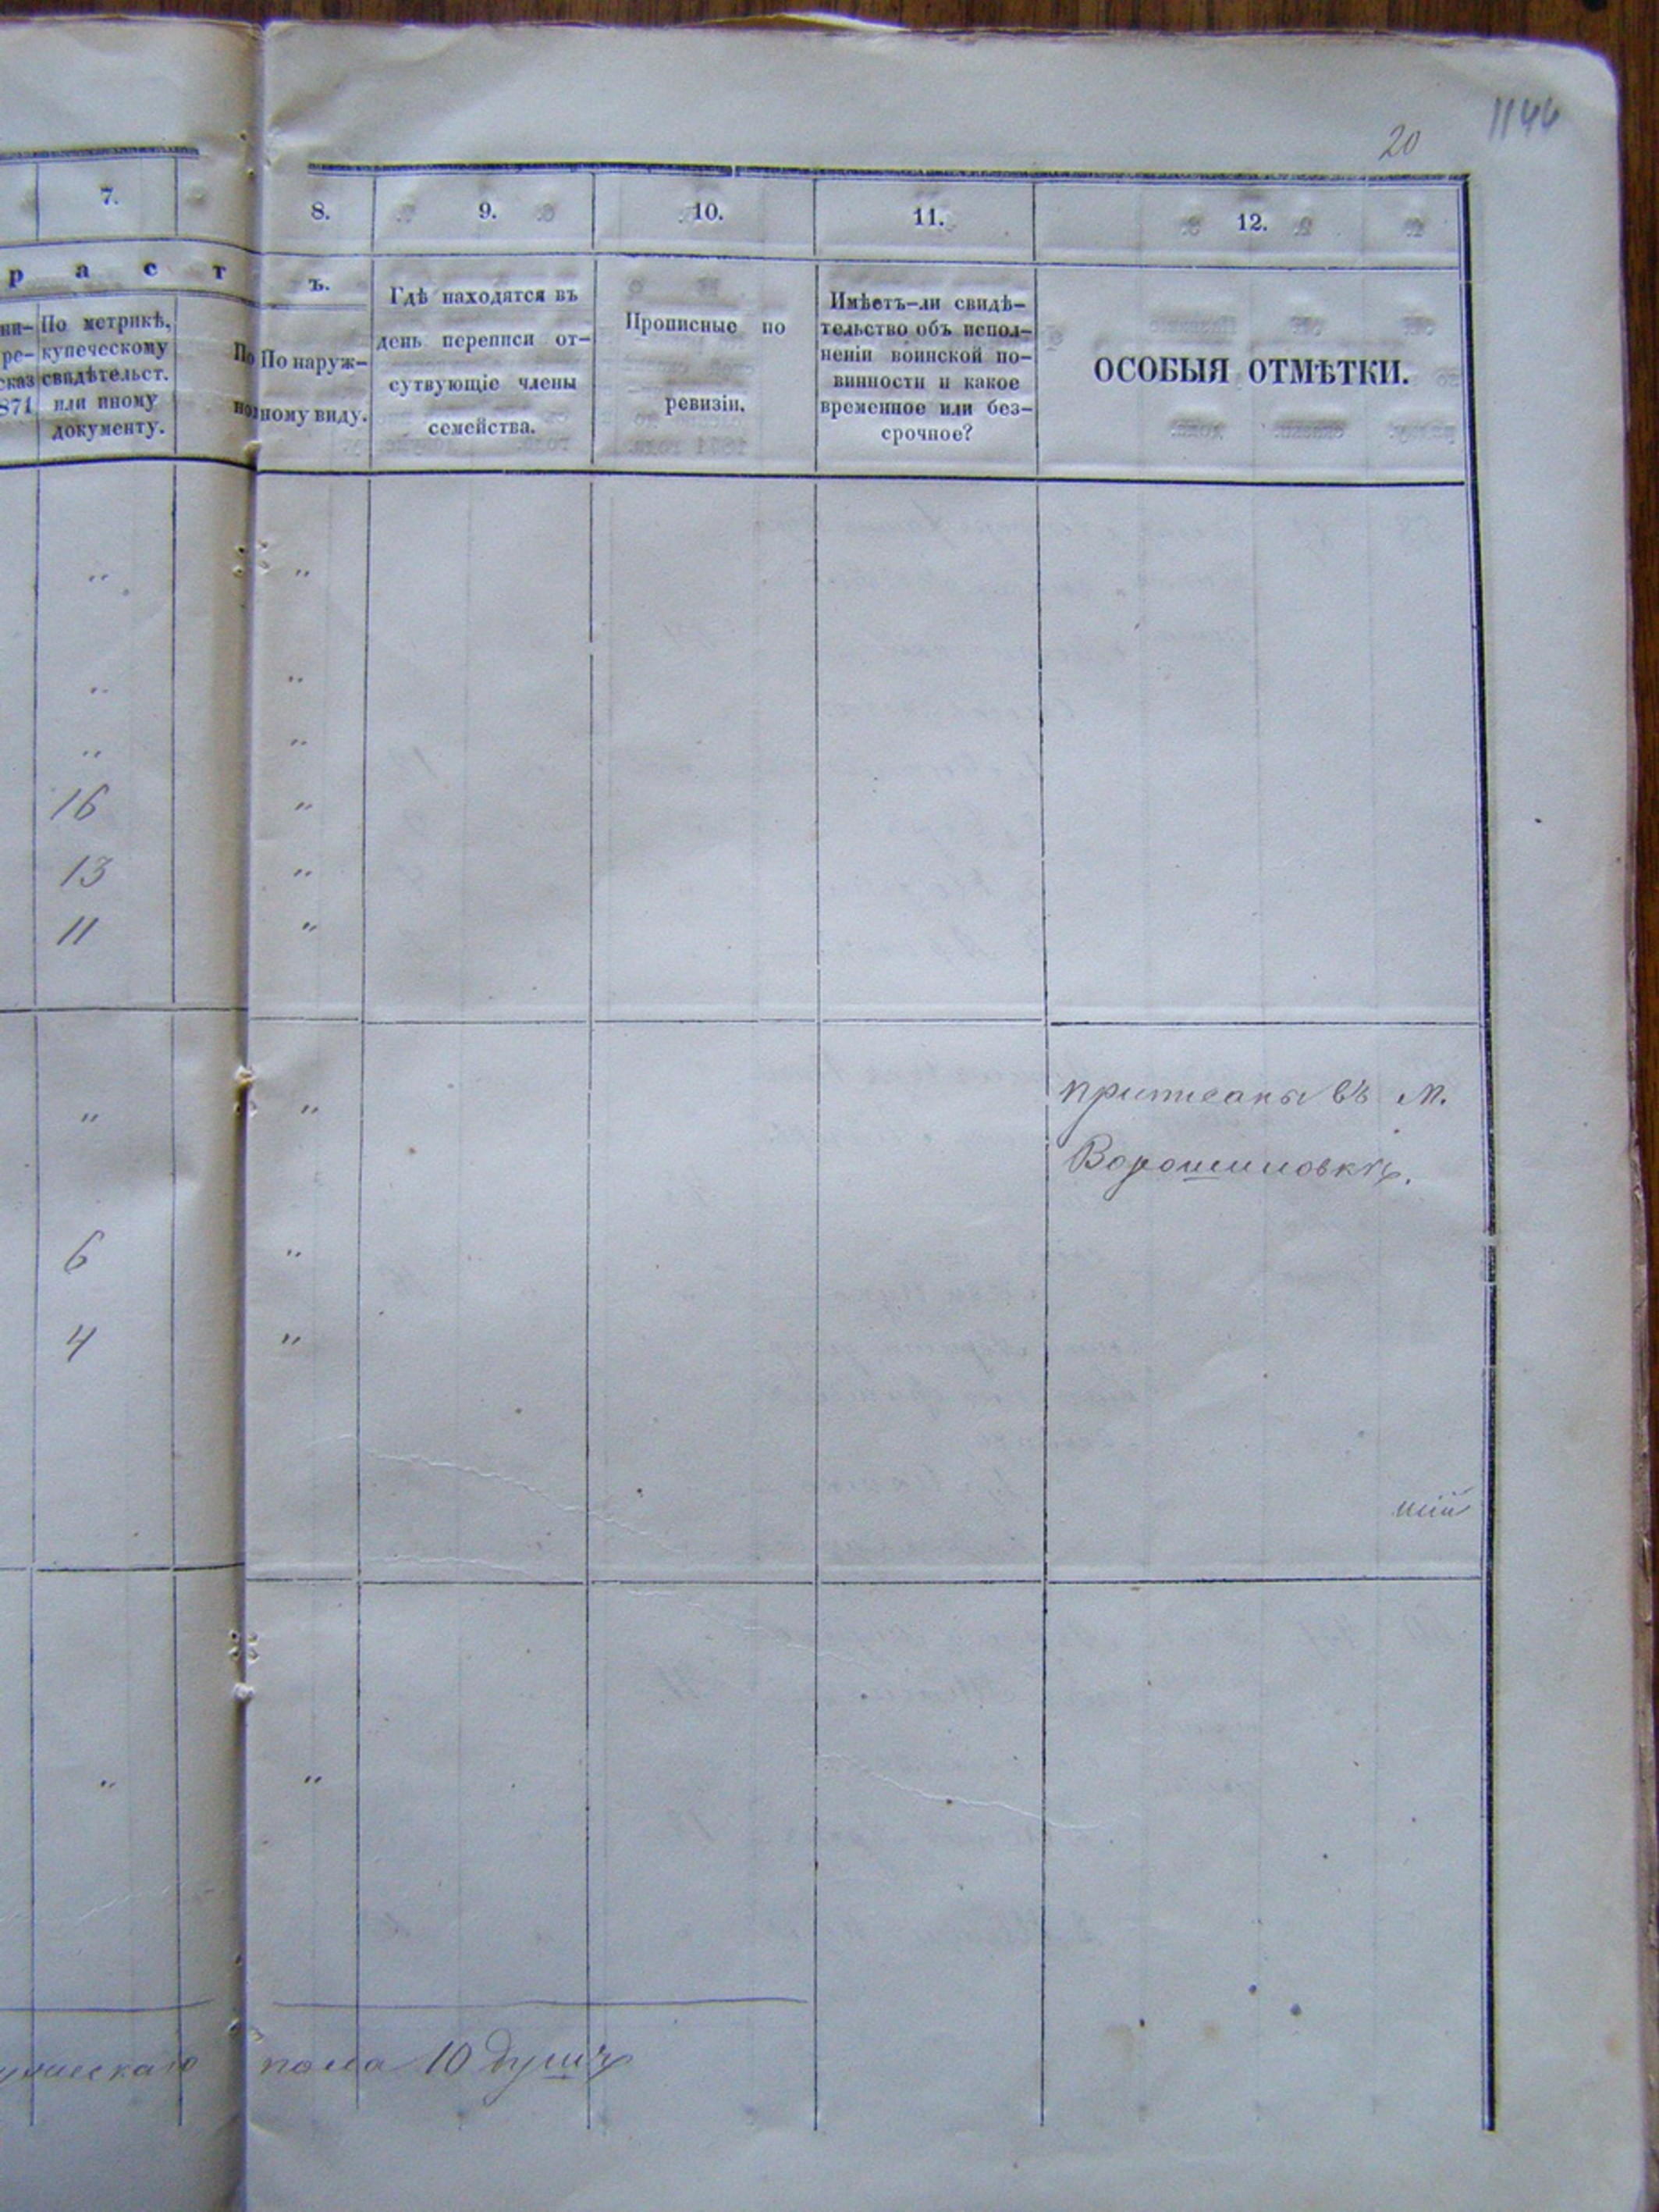 1144
20
7.
8.
9.
10.
11.
12.
р а с т
ъ.
ни-
ре-
сказ
871
По метрикѣ,
купеческому
свидѣтельст.
или иному
документу.
По
По наруж-
ному виду.
Гдѣ находятся въ
день переписи от-
сутвующіе члены
семейства.
Прописные по
ревизіи.
Имѣетъ-ли свидѣ-
тельство объ испол-
неніи воинской по-
винности и какое
временное или без-
срочное?
ОСОБЫЯ ОТМѢТКИ.
" "
" "
" "
16 "
13 "
11 "
" " приписаны въ м.
Ворошиловкѣ.
6 "
4 "
" "
пола 10 душъ